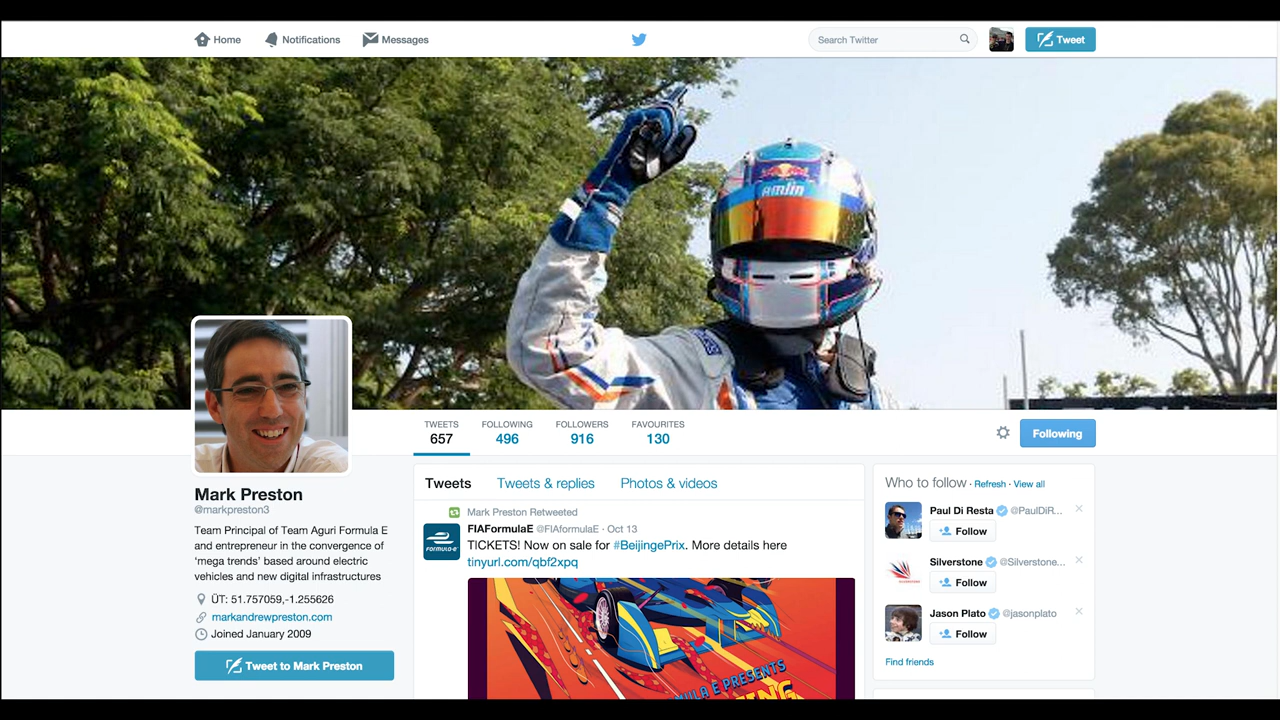 Home Notifications Messages Search Twitter Tweet
Red Bull
amlin
TWEETS FOLLOWING FOLLOWERS FAVOURITES
657 496 916 130
Following
Mark Preston
@markpreston3
Team Principal of Team Aguri Formula E
and entrepreneur in the convergence of
'mega trends' based around electric
vehicles and new digital infrastructures
ÜT: 51.757059,-1.255626
markandrewpreston.com
Joined January 2009
Tweet to Mark Preston
Tweets Tweets & replies Photos & videos
Mark Preston Retweeted
FIAFormulaE @FIAformulaE · Oct 13
TICKETS! Now on sale for #BeijingePrix. More details here
tinyurl.com/qbf2xpq
FORMULA-E
MULA E PRESENTS
ING
Who to follow · Refresh · View all
Paul Di Resta @PaulDiR...
Follow
Silverstone @Silverstone...
Follow
Jason Plato @jasonplato
Follow
Find friends